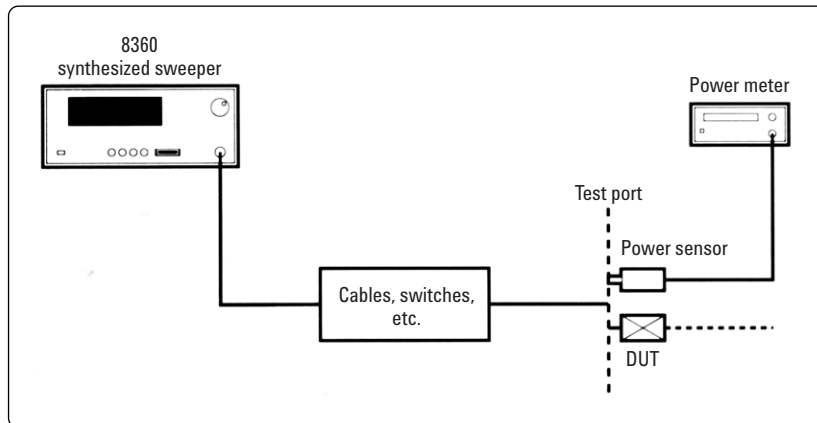 8360
synthesized sweeper
Power meter
Test port
Power sensor
Cables, switches,
etc.
DUT